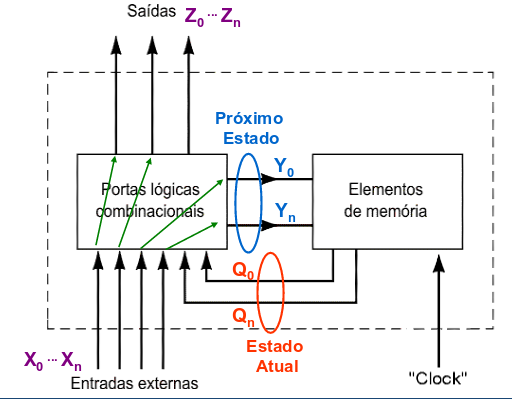 Saídas
Z0 ... Zn
Próximo
Estado
Y0
Portas lógicas
combinacionais
Elementos
de memória
Yn
Q0
Qn
Estado
Atual
X0 ... Xn
Entradas externas
"Clock"